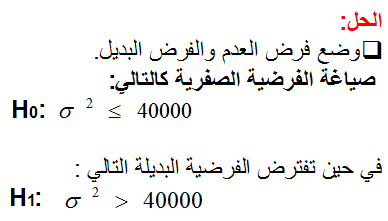 الحل:
❑وضع فرض العدم والفرض البديل.
صياغة الفرضية الصفرية كالتالي:
H0: σ ² ≤ 40000
في حين تفترض الفرضية البديلة التالي :
H1: σ ² > 40000